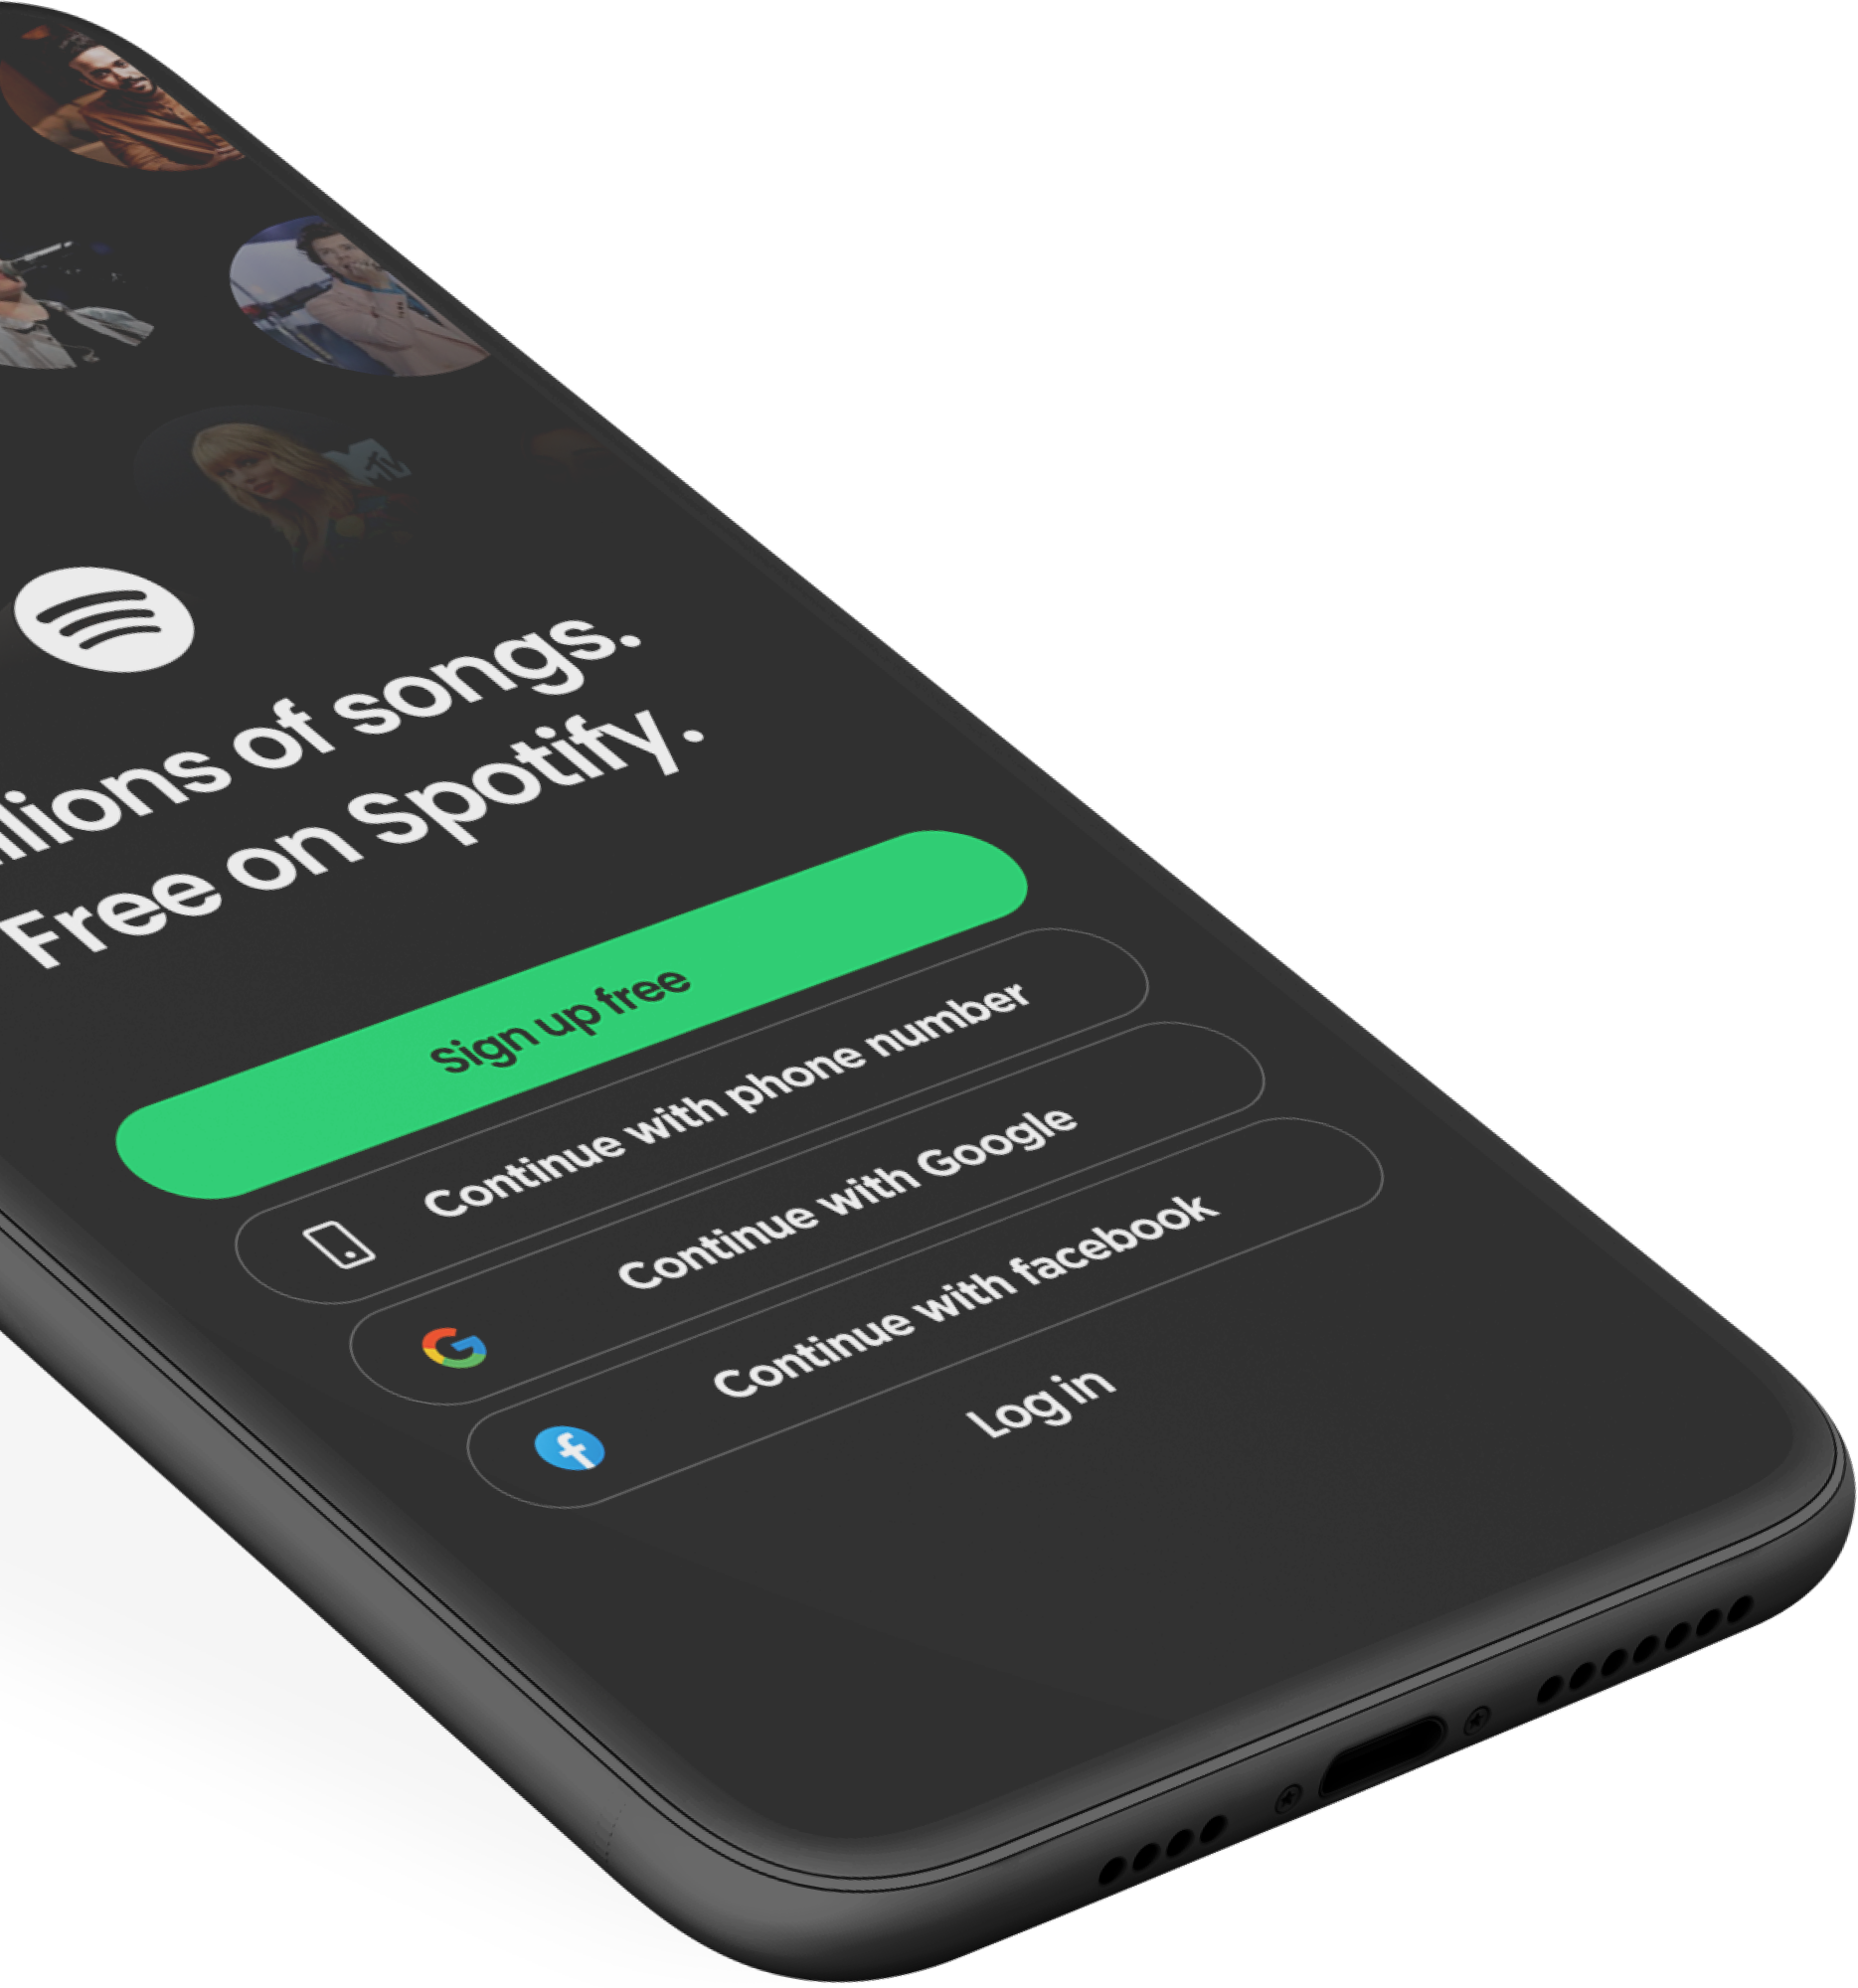 MTV
llions of songs.
Free on Spotify.
Sign up free
Continue with phone number
Continue with Google
Continue with facebook
Log in